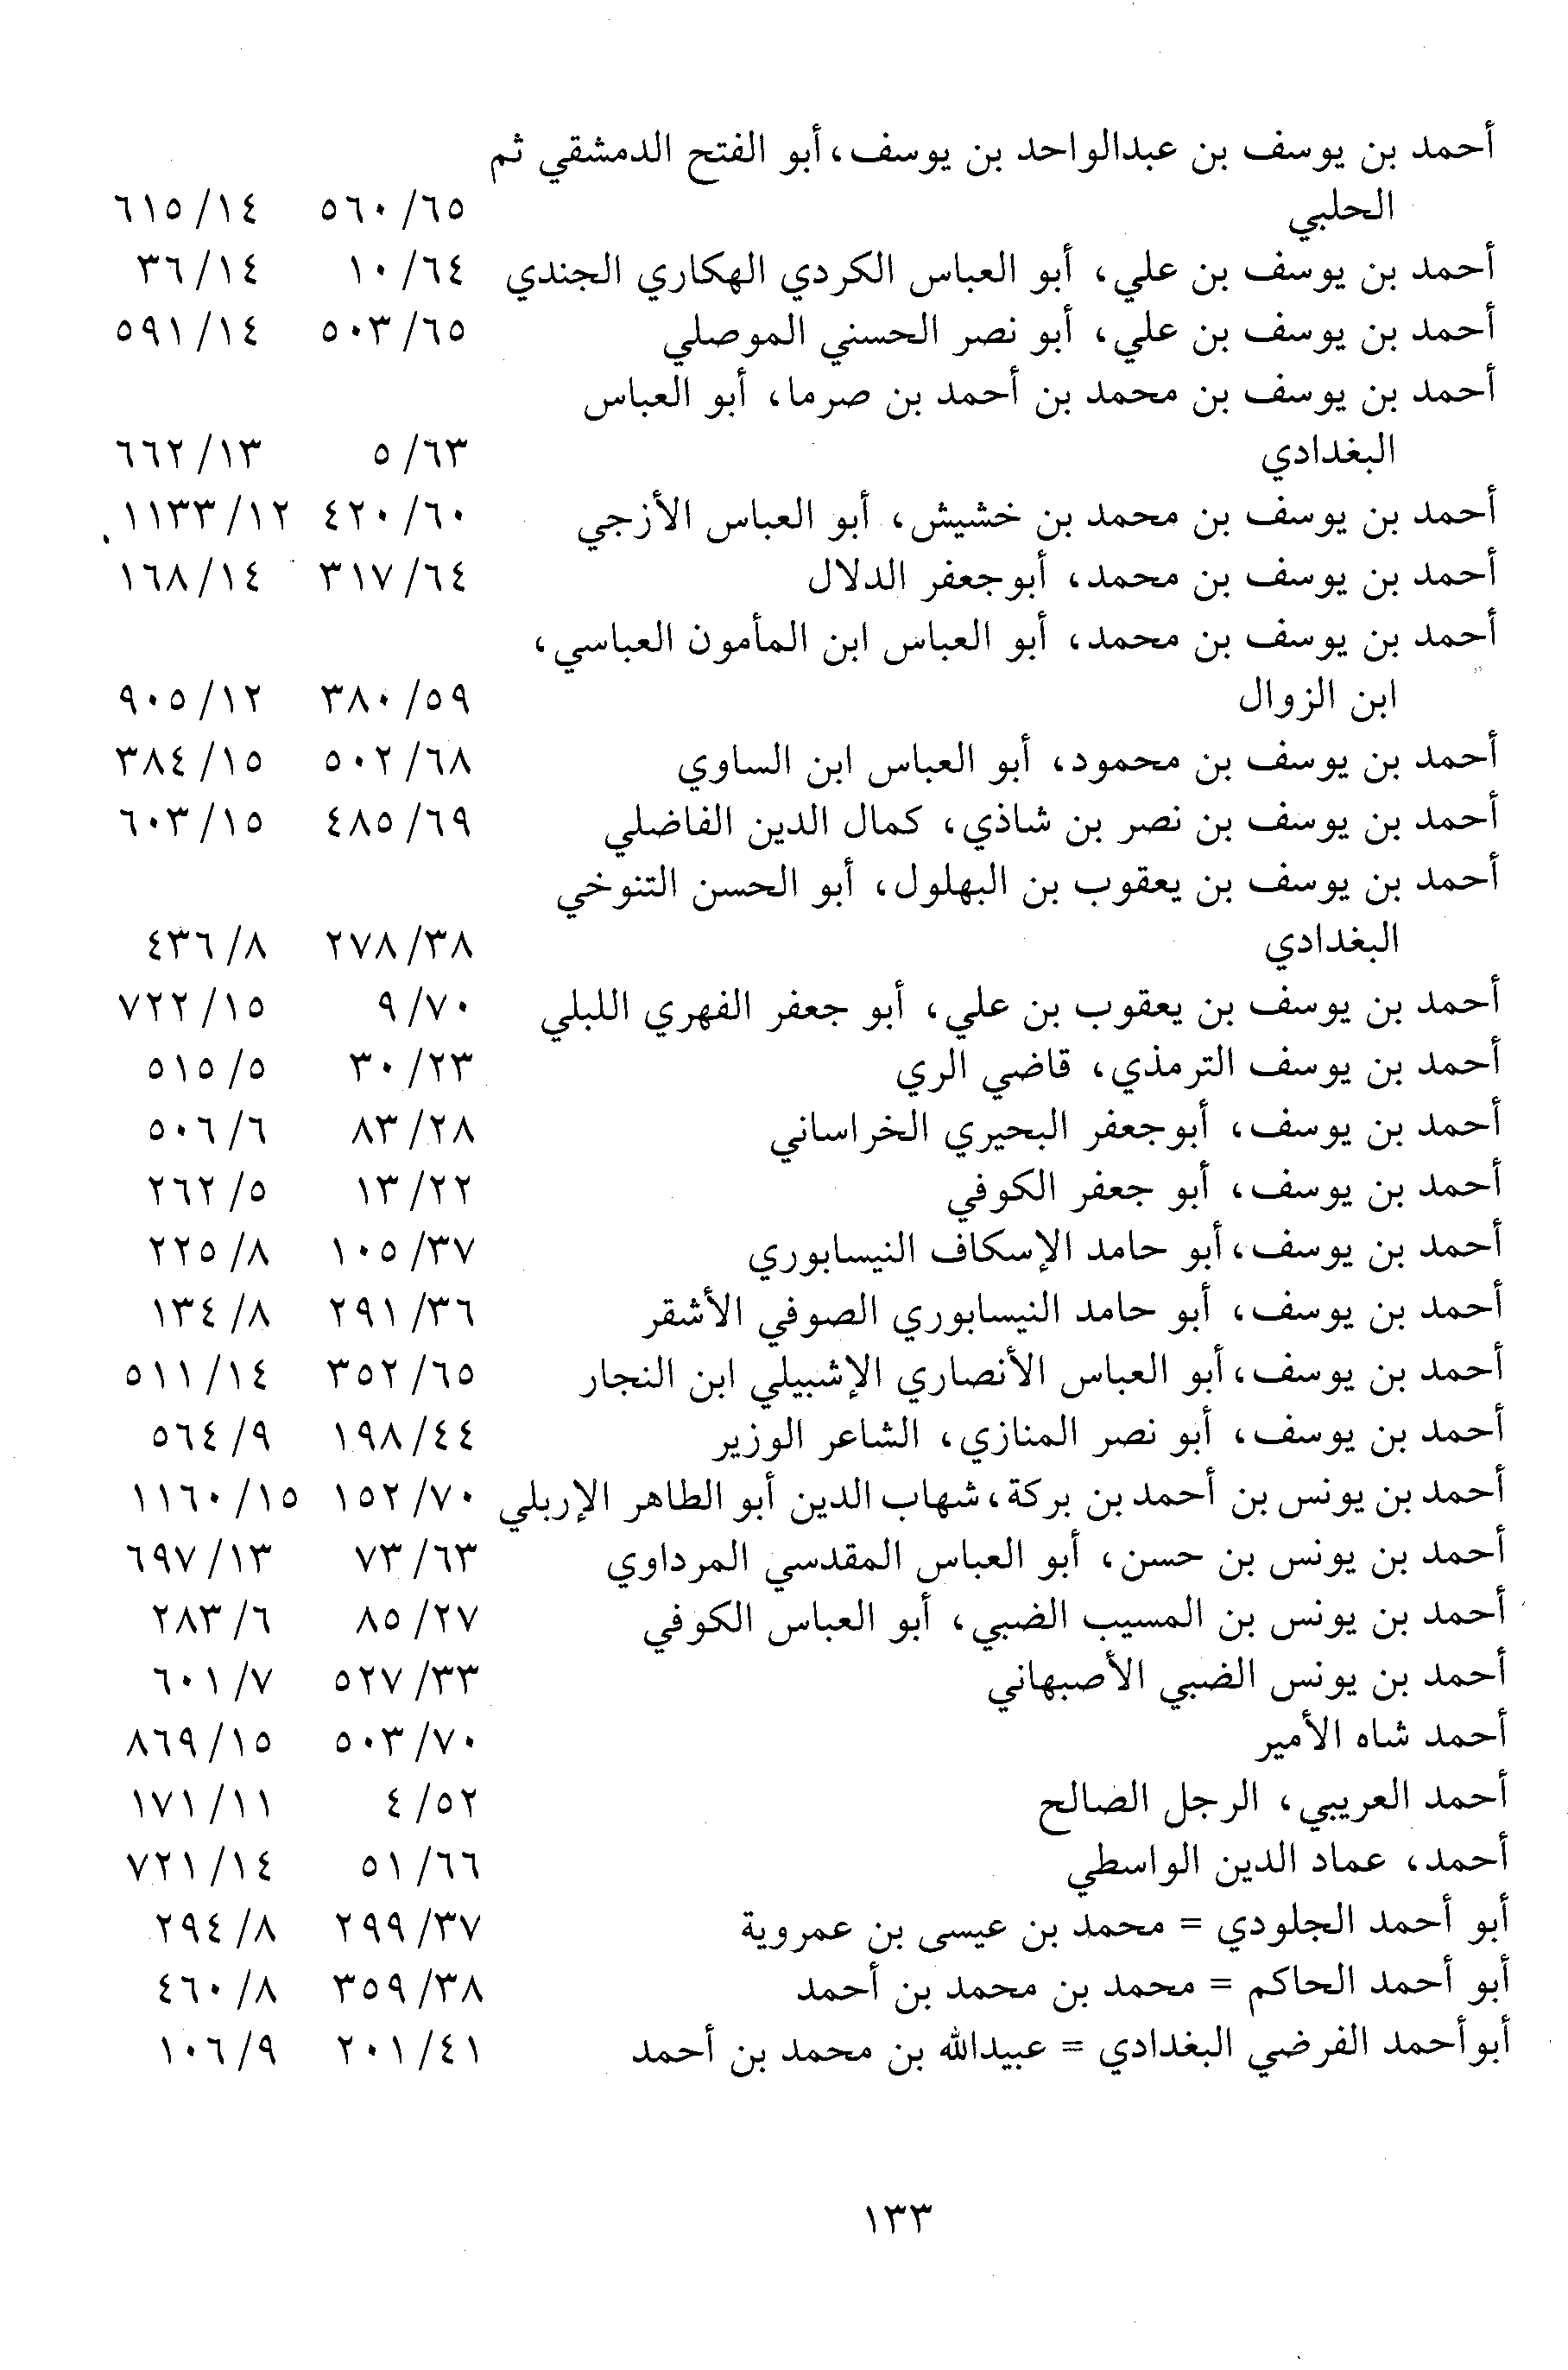 أحمد بن يوسف بن عبدالواحد بن يوسف، أبو الفتح الدمشقي ثم
الحلبي ٥٦٠/٦٥ ٦١٥/١٤
أحمد بن يوسف بن علي، أبو العباس الكردي الهكاري الجندي ١٠/٦٤ ٣٦/١٤
أحمد بن يوسف بن علي، أبو نصر الحسني الموصلي ٥٠٣/٦٥ ٥٩١/١٤
أحمد بن يوسف بن محمد بن أحمد بن صرما، أبو العباس
البغدادي ٥/٦٣ ٦٦٢/١٣
أحمد بن يوسف بن محمد بن خشيش، أبو العباس الأزجي ٤٢٠/٦٠ ١١٣٣/١٢
أحمد بن يوسف بن محمد، أبوجعفر الدلال ٣١٧/٦٤ ١٦٨/١٤
أحمد بن يوسف بن محمد، أبو العباس ابن المأمون العباسي،
ابن الزوال ٣٨٠/٥٩ ٩٠٥/١٢
أحمد بن يوسف بن محمود، أبو العباس ابن الساوي ٥٠٢/٦٨ ٣٨٤/١٥
أحمد بن يوسف بن نصر بن شاذي، كمال الدين الفاضلي ٤٨٥/٦٩ ٦٠٣/١٥
أحمد بن يوسف بن يعقوب بن البهلول، أبو الحسن التنوخي
البغدادي ٢٧٨/٣٨ ٤٣٦/٨
أحمد بن يوسف بن يعقوب بن علي، أبو جعفر الفهري اللبلي ٩/٧٠ ٧٢٢/١٥
أحمد بن يوسف الترمذي، قاضي الري ٣٠/٢٣ ٥١٥/٥
أحمد بن يوسف، أبوجعفر البحيري الخراساني ٨٣/٢٨ ٥٠٦/٦
أحمد بن يوسف، أبو جعفر الكوفي ١٣/٢٢ ٢٦٢/٥
أحمد بن يوسف، أبو حامد الإسكاف النيسابوري ١٠٥/٣٧ ٢٢٥/٨
أحمد بن يوسف، أبو حامد النيسابوري الصوفي الأشقر ٢٩١/٣٦ ١٣٤/٨
أحمد بن يوسف، أبو العباس الأنصاري الإشبيلي ابن النجار ٣٥٢/٦٥ ٥١١/١٤
أحمد بن يوسف، أبو نصر المنازي، الشاعر الوزير ١٩٨/٤٤ ٥٦٤/٩
أحمد بن يونس بن أحمد بن بركة، شهاب الدين أبو الطاهر الإربلي ١٥٢/٧٠ ١١٦٠/١٥
أحمد بن يونس بن حسن، أبو العباس المقدسي المرداوي ٧٣/٦٣ ٦٩٧/١٣
أحمد بن يونس بن المسيب الضبي، أبو العباس الكوفي ٨٥/٢٧ ٢٨٣/٦
أحمد بن يونس الضبي الأصبهاني ٥٢٧/٣٣ ٦٠١/٧
أحمد شاه الأمير ٥٠٣/٧٠ ٨٦٩/١٥
أحمد العريبي، الرجل الصالح ٤/٥٢ ١٧١/١١
أحمد، عماد الدين الواسطي ٥١/٦٦ ٧٢١/١٤
أبو أحمد الجلودي = محمد بن عيسى بن عمروية ٢٩٩/٣٧ ٢٩٤/٨
أبو أحمد الحاكم = محمد بن محمد بن أحمد ٣٥٩/٣٨ ٤٦٠/٨
أبوأحمد الفرضي البغدادي = عبيدالله بن محمد بن أحمد ٢٠١/٤١ ١٠٦/٩
١٣٣